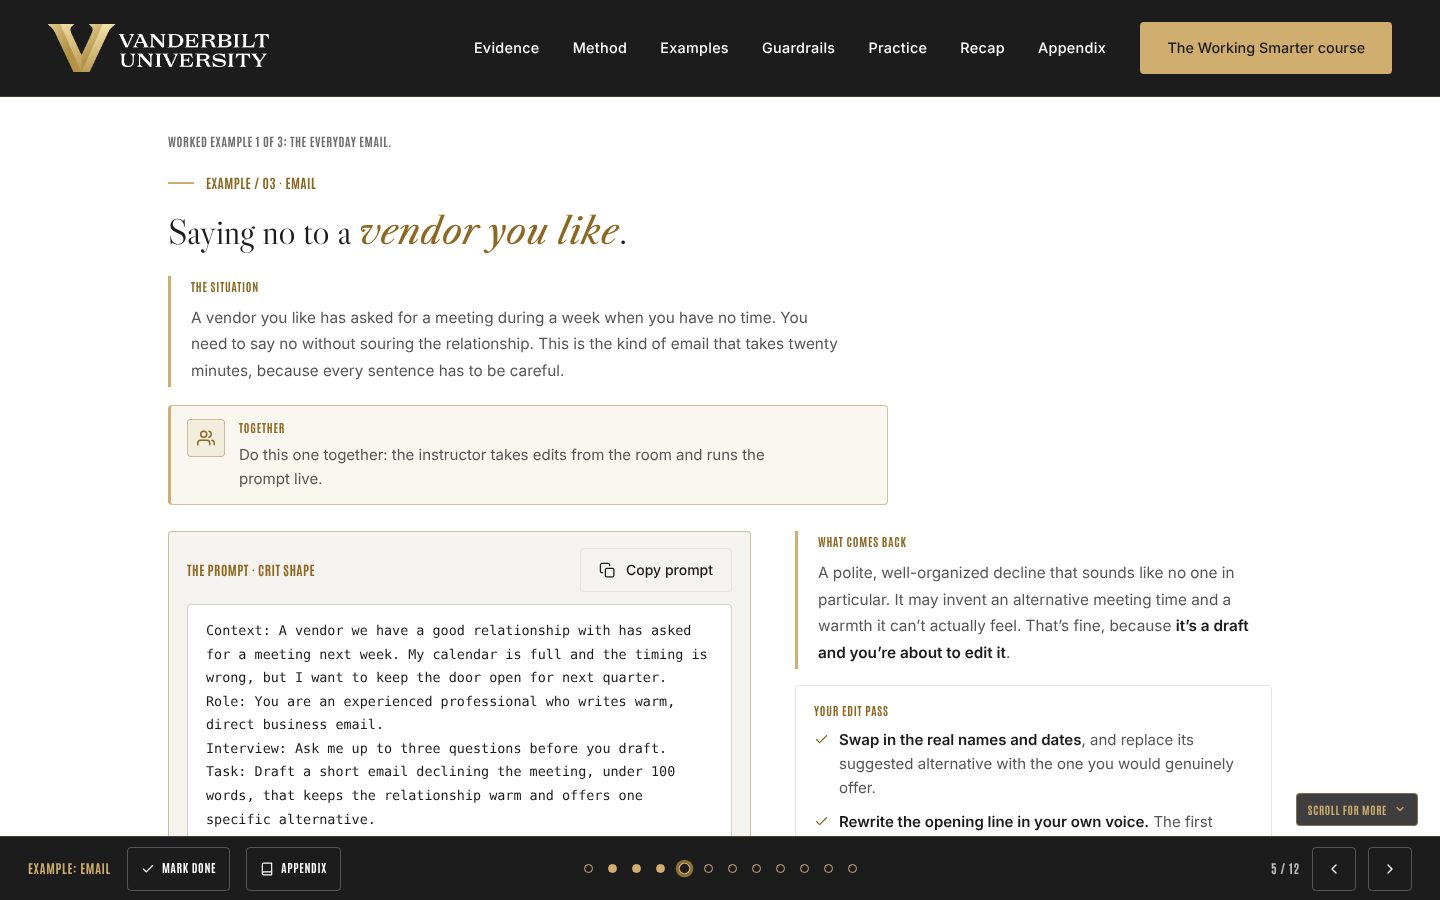 VANDERBILT
UNIVERSITY
Evidence
Method
Examples
Guardrails
Practice
Recap
Appendix
The Working Smarter course
WORKED EXAMPLE 1 OF 3: THE EVERYDAY EMAIL.
EXAMPLE / 03 · EMAIL
Saying no to a vendor you like.
THE SITUATION
A vendor you like has asked for a meeting during a week when you have no time. You
need to say no without souring the relationship. This is the kind of email that takes twenty
minutes, because every sentence has to be careful.
TOGETHER
Do this one together: the instructor takes edits from the room and runs the
prompt live.
THE PROMPT · CRIT SHAPE
Copy prompt
Context: A vendor we have a good relationship with has asked
for a meeting next week. My calendar is full and the timing is
wrong, but I want to keep the door open for next quarter.
Role: You are an experienced professional who writes warm,
direct business email.
Interview: Ask me up to three questions before you draft.
Task: Draft a short email declining the meeting, under 100
words, that keeps the relationship warm and offers one
specific alternative.
WHAT COMES BACK
A polite, well-organized decline that sounds like no one in
particular. It may invent an alternative meeting time and a
warmth it can’t actually feel. That’s fine, because it’s a draft
and you’re about to edit it.
YOUR EDIT PASS
Swap in the real names and dates, and replace its
suggested alternative with the one you would genuinely
offer.
Rewrite the opening line in your own voice. The first
SCROLL FOR MORE
EXAMPLE: EMAIL
MARK DONE
APPENDIX
5 / 12